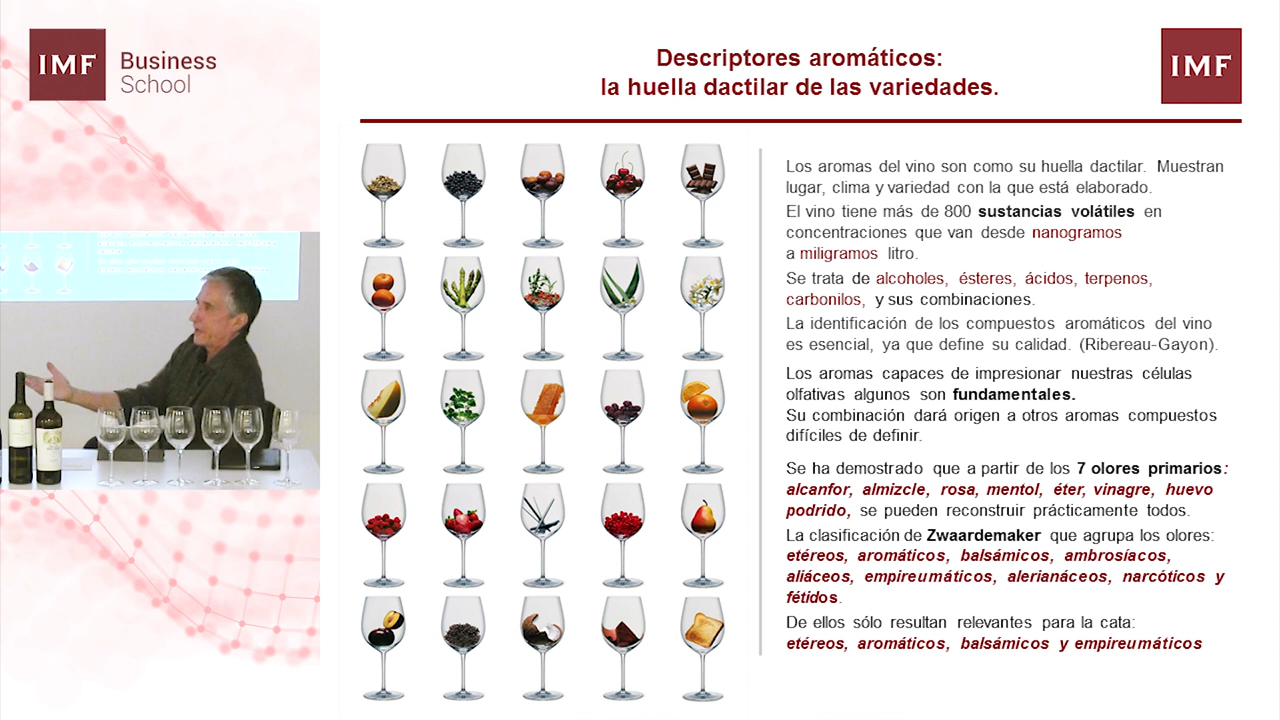 IMF Business
School
Descriptores aromáticos:
la huella dactilar de las variedades.
IMF
Los aromas del vino son como su huella dactilar. Muestran
lugar, clima y variedad con la que está elaborado.
El vino tiene más de 800 sustancias volátiles en
concentraciones que van desde nanogramos
a miligramos litro.
Se trata de alcoholes, ésteres, ácidos, terpenos,
carbonilos, y sus combinaciones.
La identificación de los compuestos aromáticos del vino
es esencial, ya que define su calidad. (Ribereau-Gayon).
Los aromas capaces de impresionar nuestras células
olfativas algunos son fundamentales.
Su combinación dará origen a otros aromas compuestos
difíciles de definir.
Se ha demostrado que a partir de los 7 olores primarios:
alcanfor, almizcle, rosa, mentol, éter, vinagre, huevo
podrido, se pueden reconstruir prácticamente todos.
La clasificación de Zwaardemaker que agrupa los olores:
etéreos, aromáticos, balsámicos, ambrosíacos,
aliáceos, empireumáticos, alerianáceos, narcóticos y
fétidos.
De ellos sólo resultan relevantes para la cata:
etéreos, aromáticos, balsámicos y empireumáticos